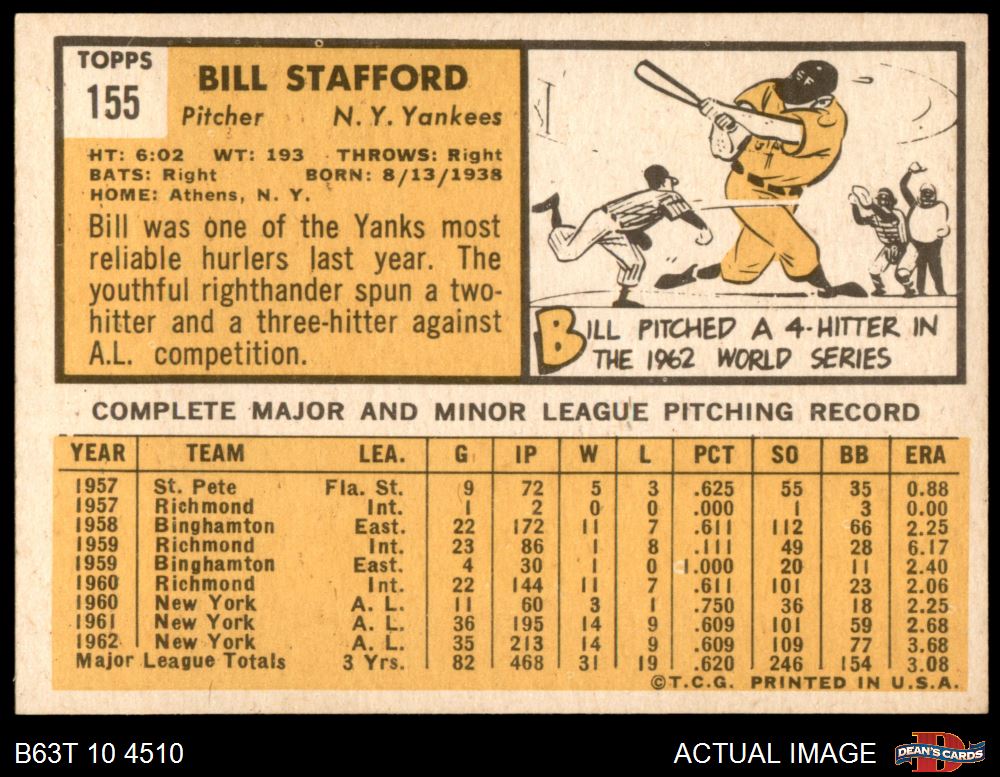 TOPPS
155
BILL STAFFORD
Pitcher N.Y. Yankees
HT: 6:02 WT: 193 THROWS: Right
BATS: Right BORN: 8/13/1938
HOME: Athens, N. Y.
Bill was one of the Yanks most
reliable hurlers last year. The
youthful righthander spun a two-
hitter and a three-hitter against
A.L. competition.
SF
BILL PITCHED A 4-HITTER IN
THE 1962 WORLD SERIES
COMPLETE MAJOR AND MINOR LEAGUE PITCHING RECORD
YEAR TEAM LEA. G IP W L PCT SO BB ERA
1957 St. Pete Fla. St. 9 72 5 3 .625 55 35 0.88
1957 Richmond Int. 1 2 0 0 .000 1 3 0.00
1958 Binghamton East. 22 172 11 7 .611 112 66 2.25
1959 Richmond Int. 23 86 1 8 .111 49 28 6.17
1959 Binghamton East. 4 30 1 0 1.000 20 11 2.40
1960 Richmond Int. 22 144 11 7 .611 101 23 2.06
1960 New York A. L. 11 60 3 1 .750 36 18 2.25
1961 New York A. L. 36 195 14 9 .609 101 59 2.68
1962 New York A. L. 35 213 14 9 .609 109 77 3.68
Major League Totals 3 Yrs. 82 468 31 19 .620 246 154 3.08
©T.C.G. PRINTED IN U.S.A.
B63T 10 4510 ACTUAL IMAGE DEAN'S CARDS